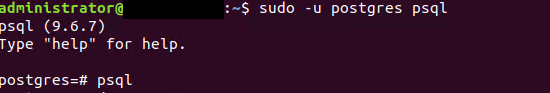 administrator@ :~$ sudo -u postgres psql
psql (9.6.7)
Type "help" for help.
postgres=# psql